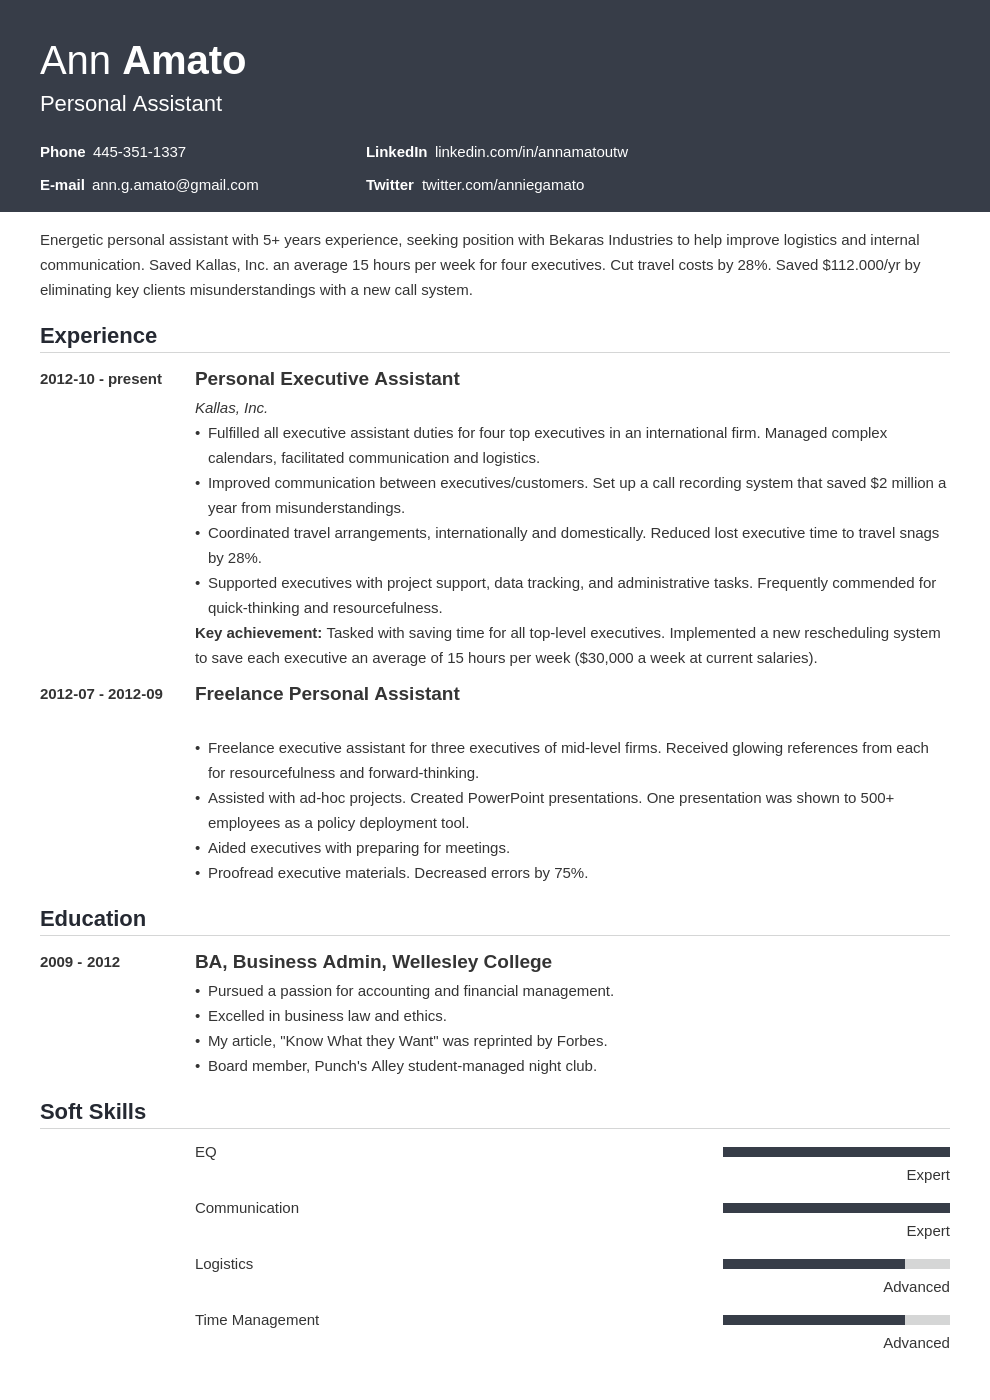 Ann Amato
Personal Assistant
Phone 445-351-1337
LinkedIn linkedin.com/in/annamatoutw
E-mail ann.g.amato@gmail.com
Twitter twitter.com/anniegamato
Energetic personal assistant with 5+ years experience, seeking position with Bekaras Industries to help improve logistics and internal
communication. Saved Kallas, Inc. an average 15 hours per week for four executives. Cut travel costs by 28%. Saved $112.000/yr by
eliminating key clients misunderstandings with a new call system.
Experience
2012-10 - present
Personal Executive Assistant
Kallas, Inc.
• Fulfilled all executive assistant duties for four top executives in an international firm. Managed complex
calendars, facilitated communication and logistics.
• Improved communication between executives/customers. Set up a call recording system that saved $2 million a
year from misunderstandings.
• Coordinated travel arrangements, internationally and domestically. Reduced lost executive time to travel snags
by 28%.
• Supported executives with project support, data tracking, and administrative tasks. Frequently commended for
quick-thinking and resourcefulness.
Key achievement: Tasked with saving time for all top-level executives. Implemented a new rescheduling system
to save each executive an average of 15 hours per week ($30,000 a week at current salaries).
2012-07 - 2012-09
Freelance Personal Assistant
• Freelance executive assistant for three executives of mid-level firms. Received glowing references from each
for resourcefulness and forward-thinking.
• Assisted with ad-hoc projects. Created PowerPoint presentations. One presentation was shown to 500+
employees as a policy deployment tool.
• Aided executives with preparing for meetings.
• Proofread executive materials. Decreased errors by 75%.
Education
2009 - 2012
BA, Business Admin, Wellesley College
• Pursued a passion for accounting and financial management.
• Excelled in business law and ethics.
• My article, "Know What they Want" was reprinted by Forbes.
• Board member, Punch's Alley student-managed night club.
Soft Skills
EQ
Expert
Communication
Expert
Logistics
Advanced
Time Management
Advanced